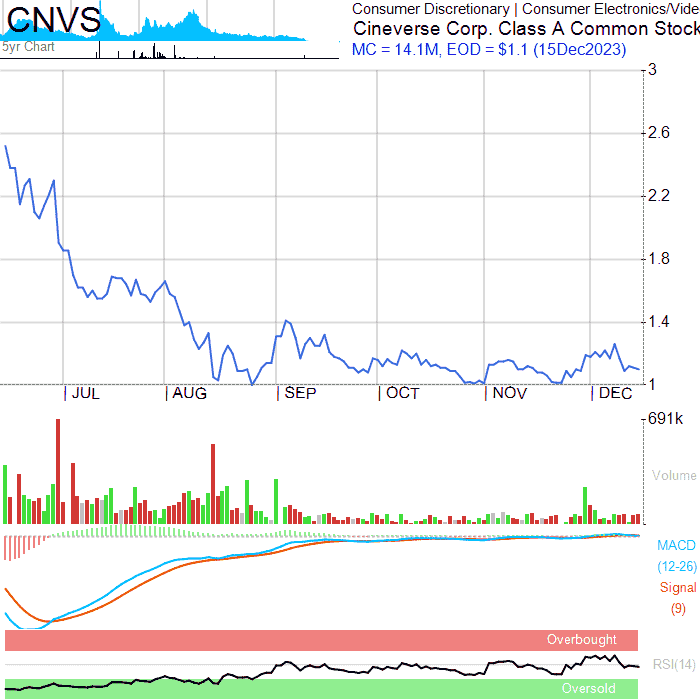 CNVS
5yr Chart
Consumer Discretionary | Consumer Electronics/Vide
Cineverse Corp. Class A Common Stock
MC = 14.1M, EOD = $1.1 (15Dec2023)
3
2.6
2.2
1.8
1.4
1
JUL AUG SEP OCT NOV DEC
691k
Volume
MACD
(12-26)
Signal
(9)
Overbought
RSI(14)
Oversold